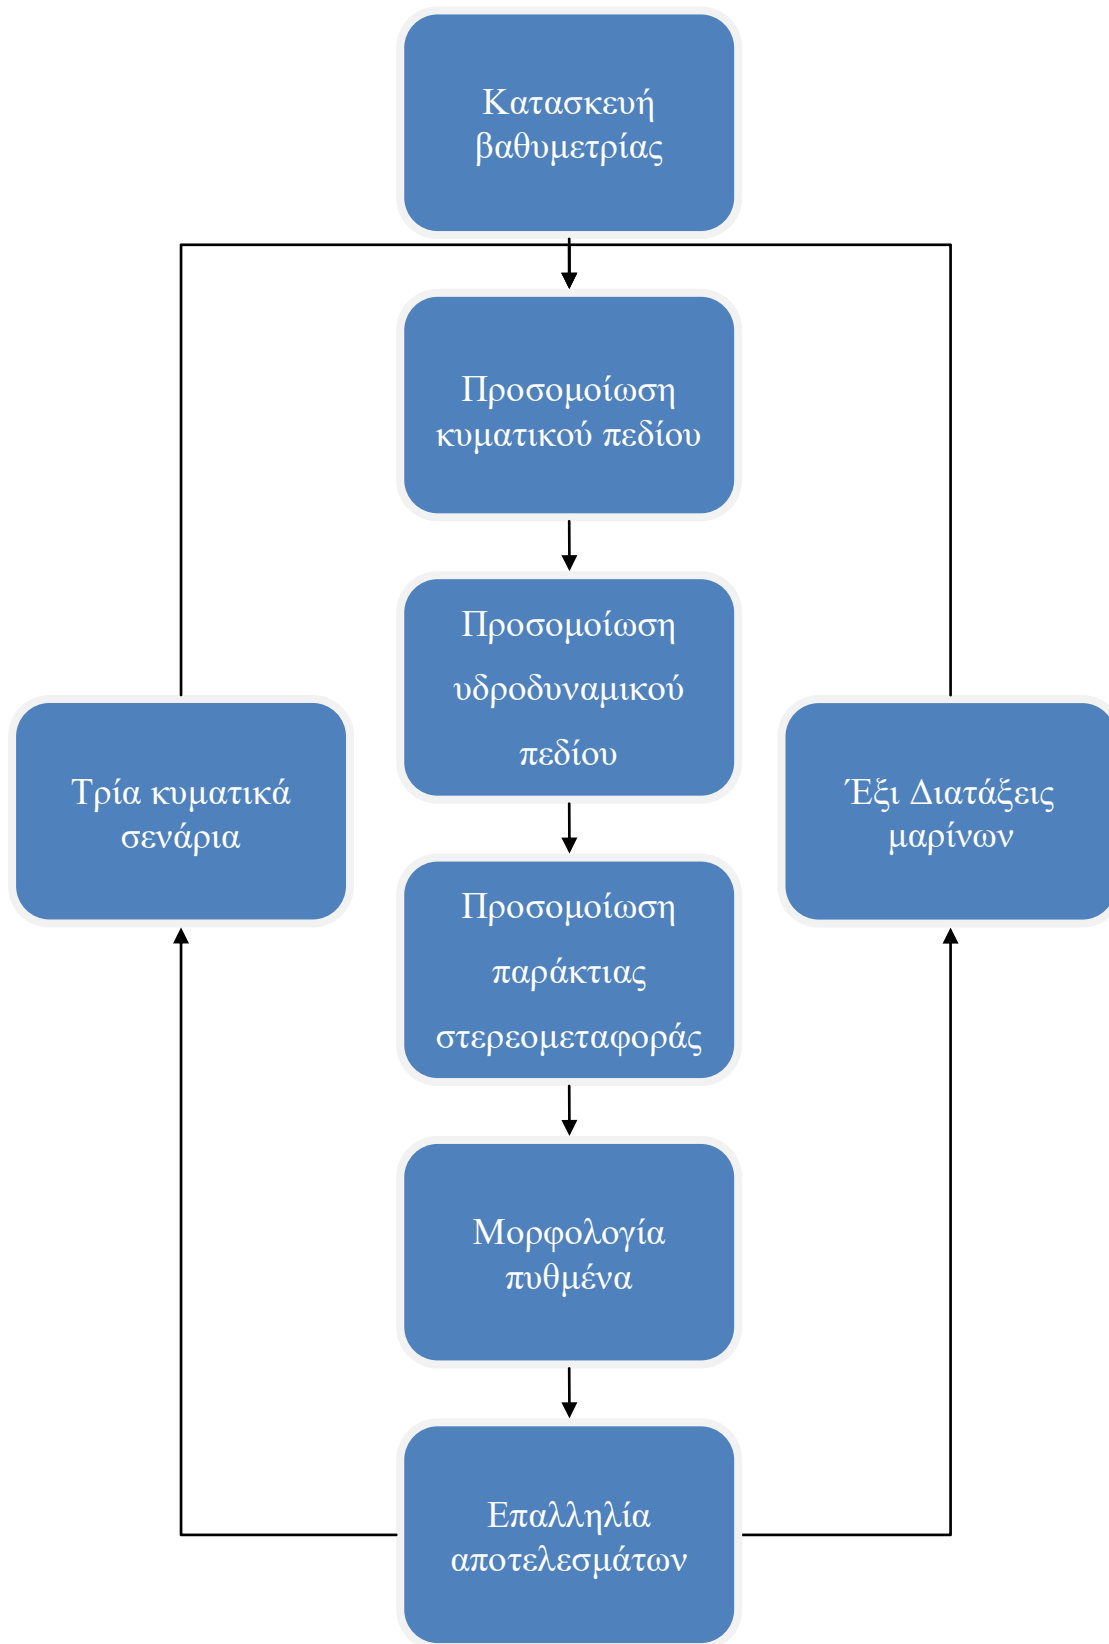 Κατασκευή
βαθυμετρίας
Προσομοίωση
κυματικού πεδίου
Προσομοίωση
υδροδυναμικού
πεδίου
Τρία κυματικά
σενάρια
Έξι Διατάξεις
μαρίνων
Προσομοίωση
παράκτιας
στερεομεταφοράς
Μορφολογία
πυθμένα
Επαλληλία
αποτελεσμάτων